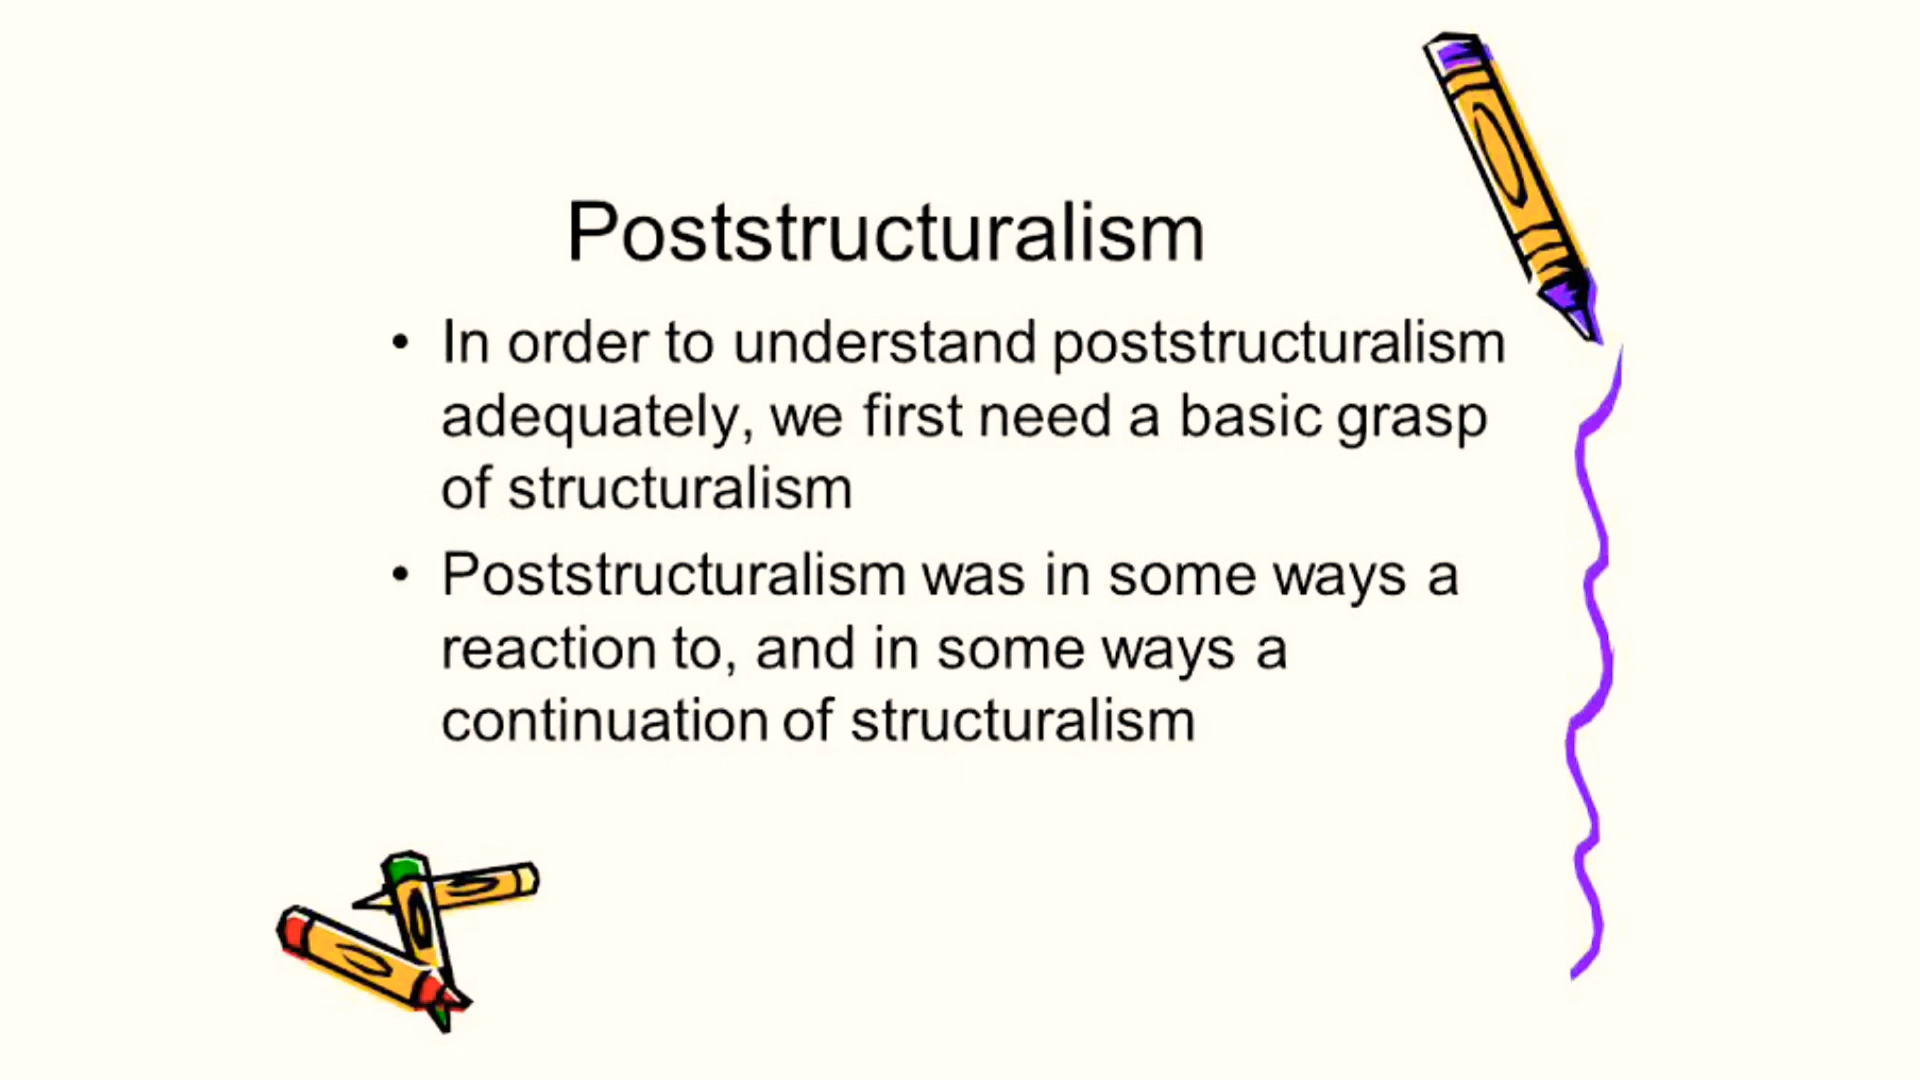 Poststructuralism
• In order to understand poststructuralism
adequately, we first need a basic grasp
of structuralism
• Poststructuralism was in some ways a
reaction to, and in some ways a
continuation of structuralism